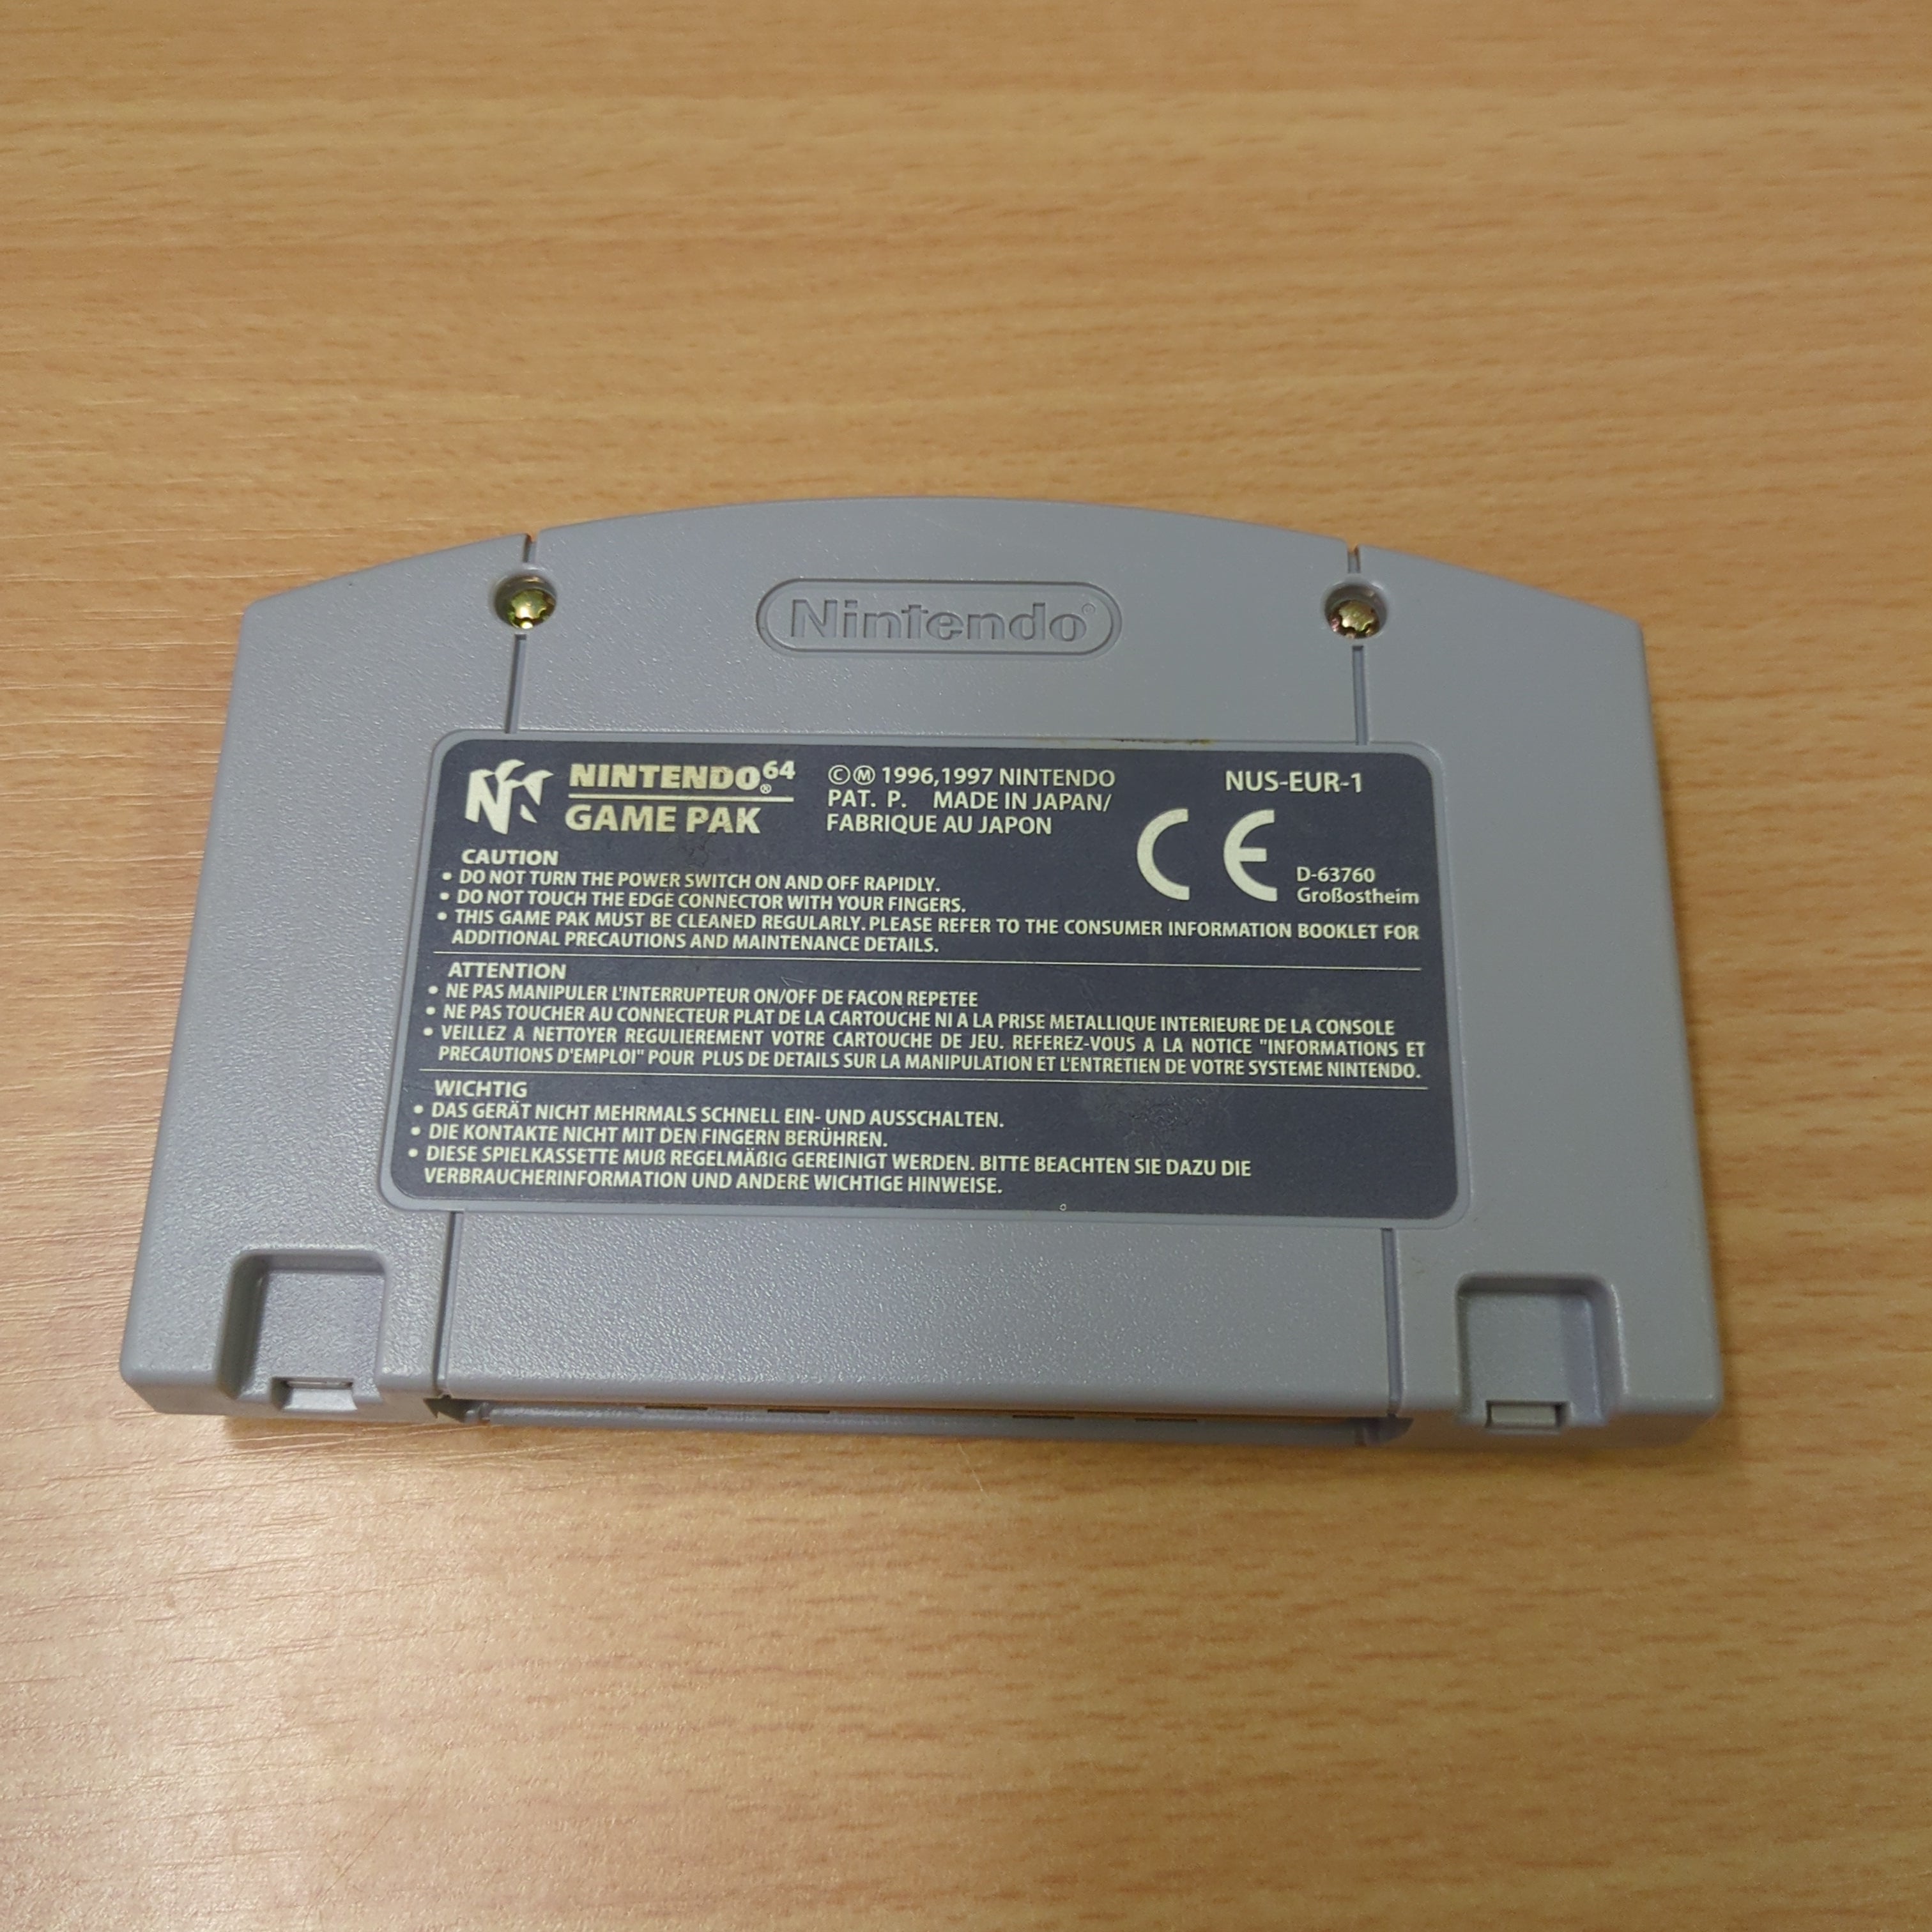 Nintendo®
NINTENDO64®
GAME PAK
©Ⓜ 1996,1997 NINTENDO
PAT. P. MADE IN JAPAN/
FABRIQUE AU JAPON
NUS-EUR-1
CE
D-63760
Großostheim
CAUTION
• DO NOT TURN THE POWER SWITCH ON AND OFF RAPIDLY.
• DO NOT TOUCH THE EDGE CONNECTOR WITH YOUR FINGERS.
• THIS GAME PAK MUST BE CLEANED REGULARLY. PLEASE REFER TO THE CONSUMER INFORMATION BOOKLET FOR
ADDITIONAL PRECAUTIONS AND MAINTENANCE DETAILS.
ATTENTION
• NE PAS MANIPULER L'INTERRUPTEUR ON/OFF DE FACON REPETEE
• NE PAS TOUCHER AU CONNECTEUR PLAT DE LA CARTOUCHE NI A LA PRISE METALLIQUE INTERIEURE DE LA CONSOLE
• VEILLEZ A NETTOYER REGULIEREMENT VOTRE CARTOUCHE DE JEU. REFEREZ-VOUS A LA NOTICE "INFORMATIONS ET
PRECAUTIONS D'EMPLOI" POUR PLUS DE DETAILS SUR LA MANIPULATION ET L'ENTRETIEN DE VOTRE SYSTEME NINTENDO.
WICHTIG
• DAS GERÄT NICHT MEHRMALS SCHNELL EIN- UND AUSSCHALTEN.
• DIE KONTAKTE NICHT MIT DEN FINGERN BERÜHREN.
• DIESE SPIELKASSETTE MUß REGELMÄßIG GEREINIGT WERDEN. BITTE BEACHTEN SIE DAZU DIE
VERBRAUCHERINFORMATION UND ANDERE WICHTIGE HINWEISE.